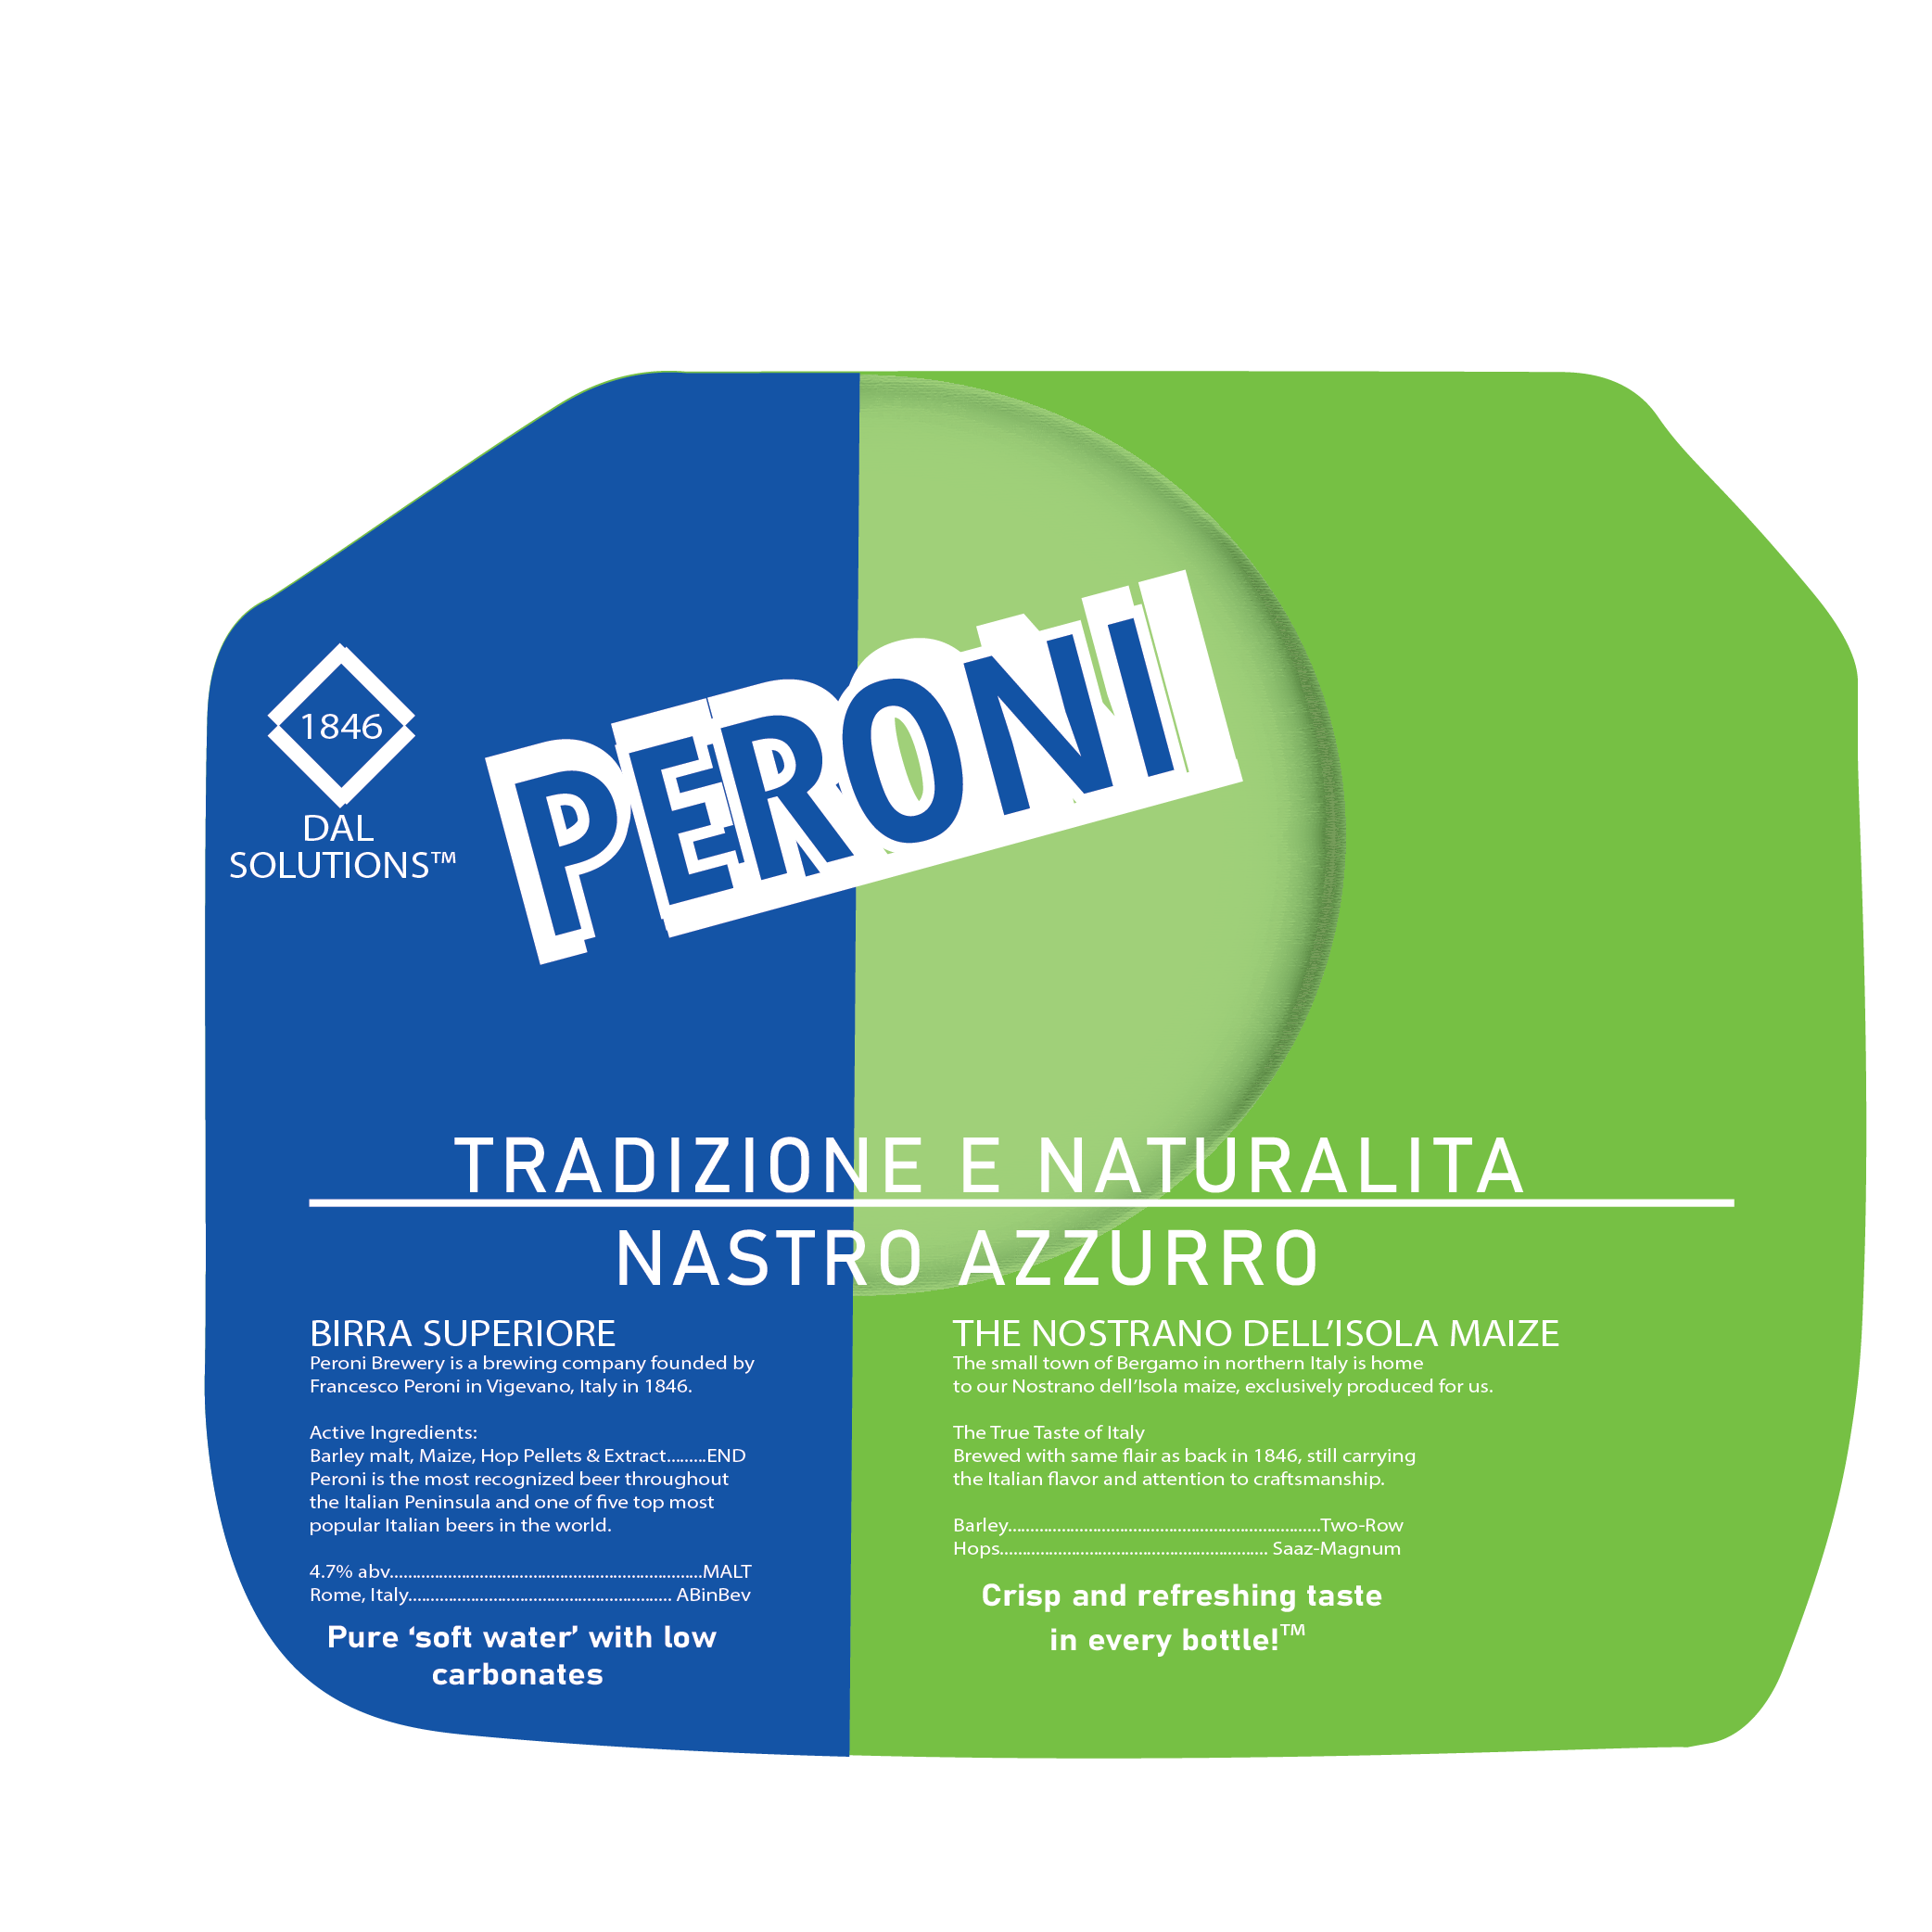 PERONI
1846
DAL
SOLUTIONS™
TRADIZIONE E NATURALITA
NASTRO AZZURRO
BIRRA SUPERIORE
Peroni Brewery is a brewing company founded by
Francesco Peroni in Vigevano, Italy in 1846.
Active Ingredients:
Barley malt, Maize, Hop Pellets & Extract.........END
Peroni is the most recognized beer throughout
the Italian Peninsula and one of five top most
popular Italian beers in the world.
4.7% abv......................................................................MALT
Rome, Italy........................................................... ABinBev
Pure ‘soft water’ with low
carbonates
THE NOSTRANO DELL’ISOLA MAIZE
The small town of Bergamo in northern Italy is home
to our Nostrano dell’Isola maize, exclusively produced for us.
The True Taste of Italy
Brewed with same flair as back in 1846, still carrying
the Italian flavor and attention to craftsmanship.
Barley......................................................................Two-Row
Hops............................................................ Saaz-Magnum
Crisp and refreshing taste
in every bottle!™